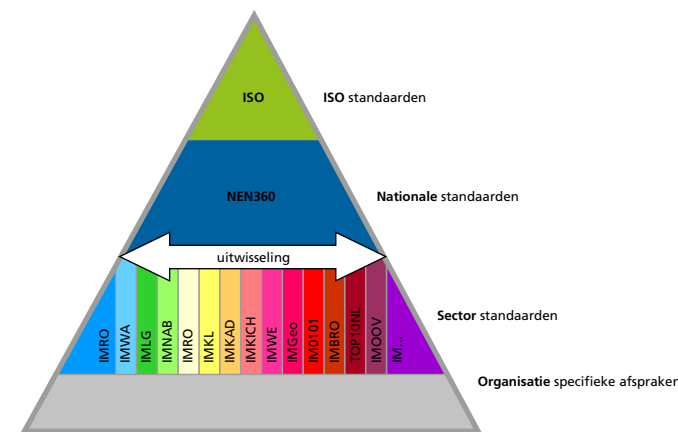 ISO
ISO standaarden
NEN360
Nationale standaarden
uitwisseling
IMRO
IMWA
IMLG
IMNAB
IMRO
IMKL
IMKAD
IMKICH
IMWE
IMGeo
IM0101
IMBRO
TOP10NL
IMOOV
IM...
Sector standaarden
Organisatie specifieke afspraker